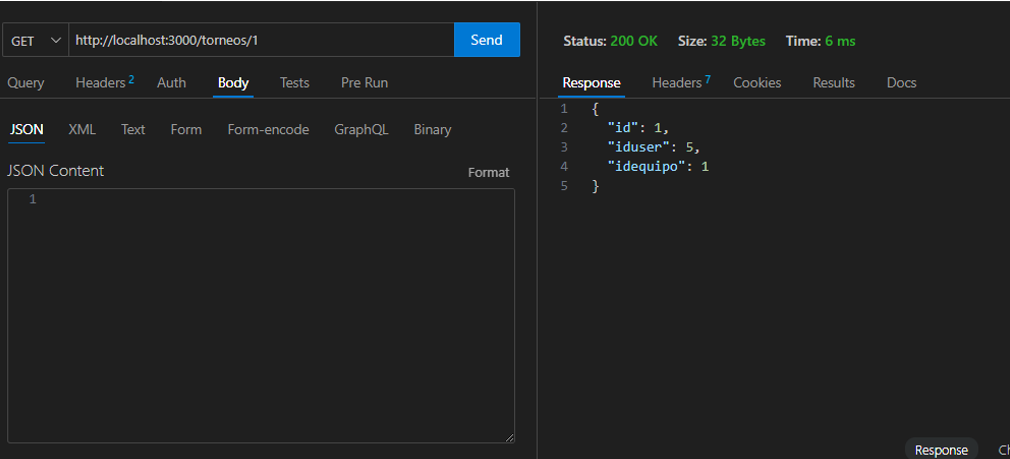 GET http://localhost:3000/torneos/1 Send
Query Headers 2 Auth Body Tests Pre Run
JSON XML Text Form Form-encode GraphQL Binary
JSON Content Format
1
Status: 200 OK Size: 32 Bytes Time: 6 ms
Response Headers 7 Cookies Results Docs
1 {
2 "id": 1,
3 "iduser": 5,
4 "idequipo": 1
5 }
Response